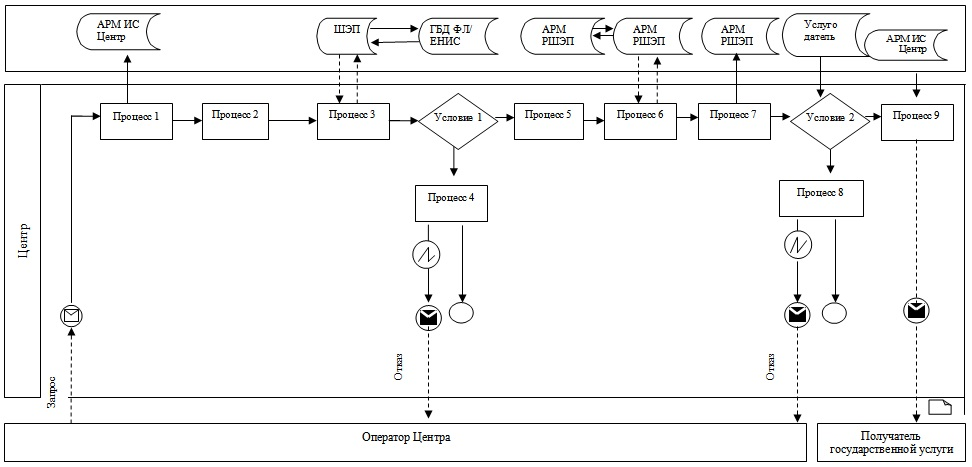 АРМ ИС
Центр
ШЭП
ГБД ФЛ/
ЕНИС
АРМ
РШЭП
АРМ
РШЭП
АРМ
РШЭП
Услуго
датель
АРМ ИС
Центр
Центр
Процесс 1
Процесс 2
Процесс 3
Условие 1
Процесс 5
Процесс 6
Процесс 7
Условие 2
Процесс 9
Процесс 4
Процесс 8
Запрос
Отказ
Отказ
Оператор Центра
Получатель
государственной услуги